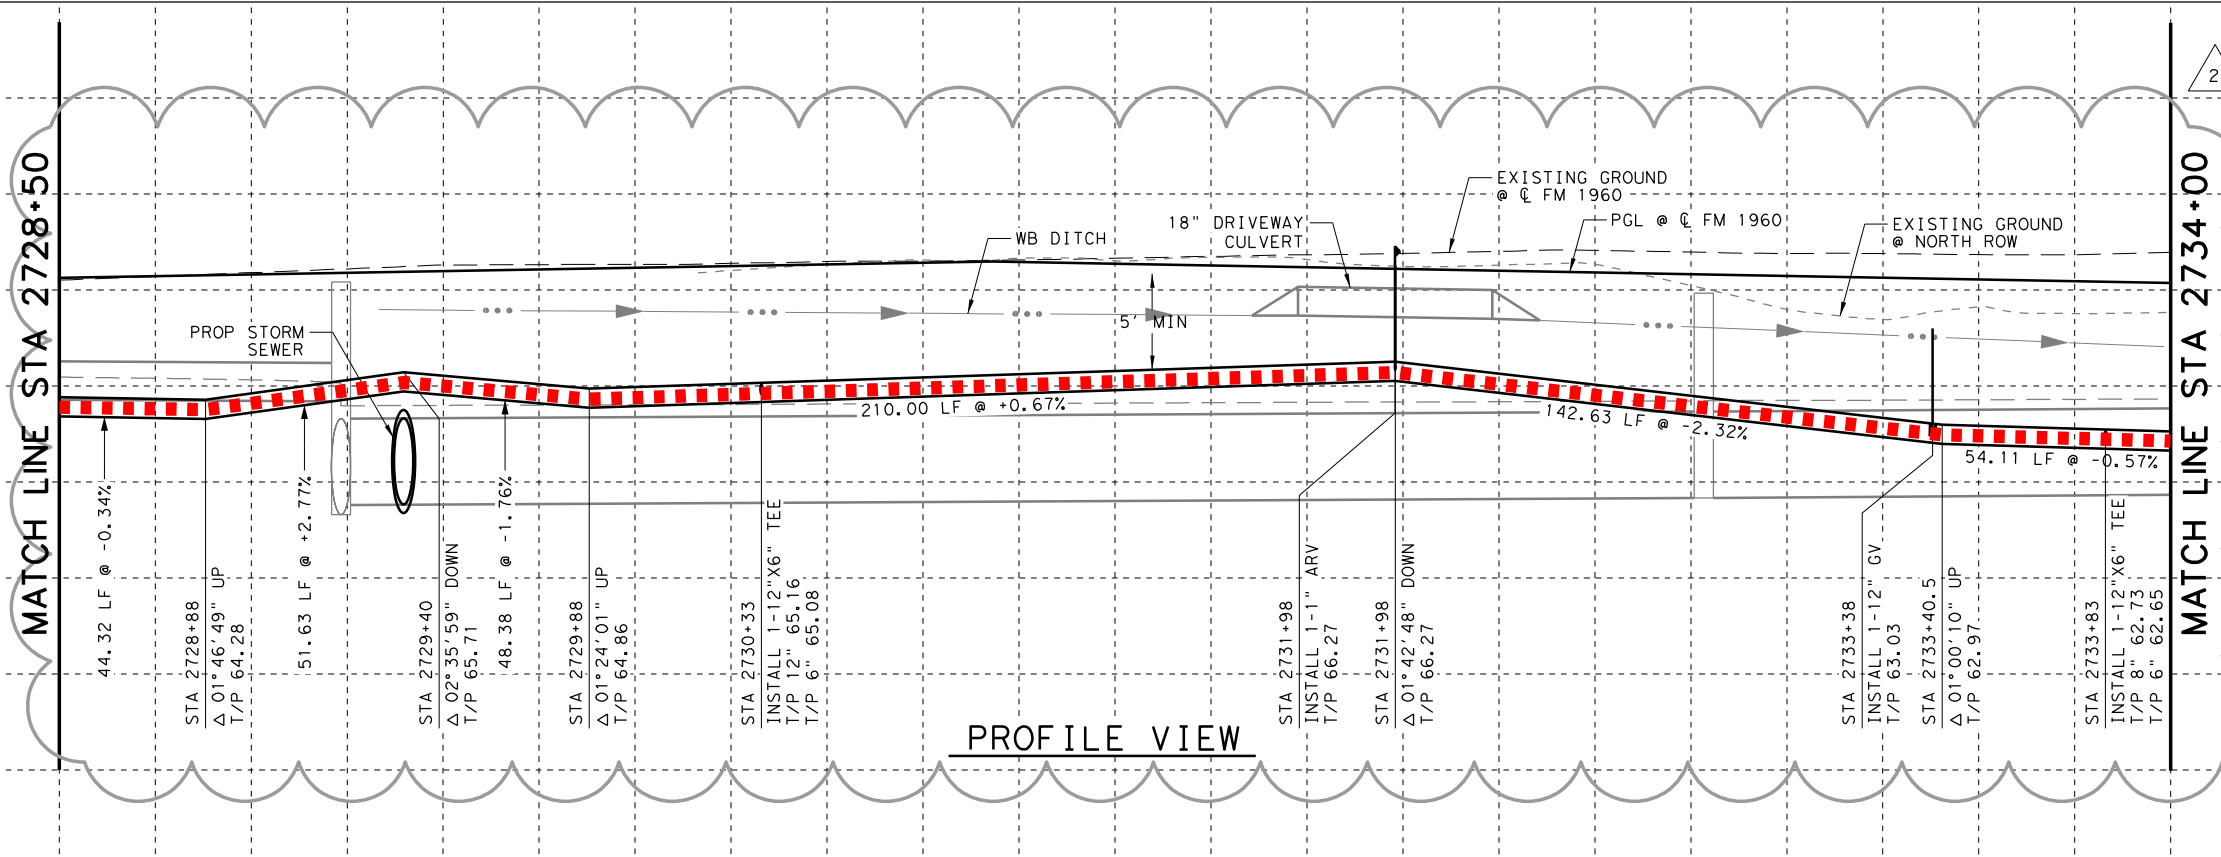 2
MATCH LINE STA 2728+50
MATCH LINE STA 2734+00
EXISTING GROUND
@ ℄ FM 1960
PGL @ ℄ FM 1960
EXISTING GROUND
@ NORTH ROW
18" DRIVEWAY
CULVERT
WB DITCH
5' MIN
PROP STORM
SEWER
210.00 LF @ +0.67%
142.63 LF @ -2.32%
54.11 LF @ -0.57%
44.32 LF @ -0.34%
STA 2728+88
Δ 01°46'49" UP
T/P 64.28
51.63 LF @ +2.77%
STA 2729+40
Δ 02°35'59" DOWN
T/P 65.71
48.38 LF @ -1.76%
STA 2729+88
Δ 01°24'01" UP
T/P 64.86
STA 2730+33
INSTALL 1-12"X6" TEE
T/P 12" 65.16
T/P 6" 65.08
STA 2731+98
INSTALL 1-1" ARV
T/P 66.27
STA 2731+98
Δ 01°42'48" DOWN
T/P 66.27
STA 2733+38
INSTALL 1-12" GV
T/P 63.03
STA 2733+40.5
Δ 01°00'10" UP
T/P 62.97
STA 2733+83
INSTALL 1-12"X6" TEE
T/P 8" 62.73
T/P 6" 62.65
PROFILE VIEW